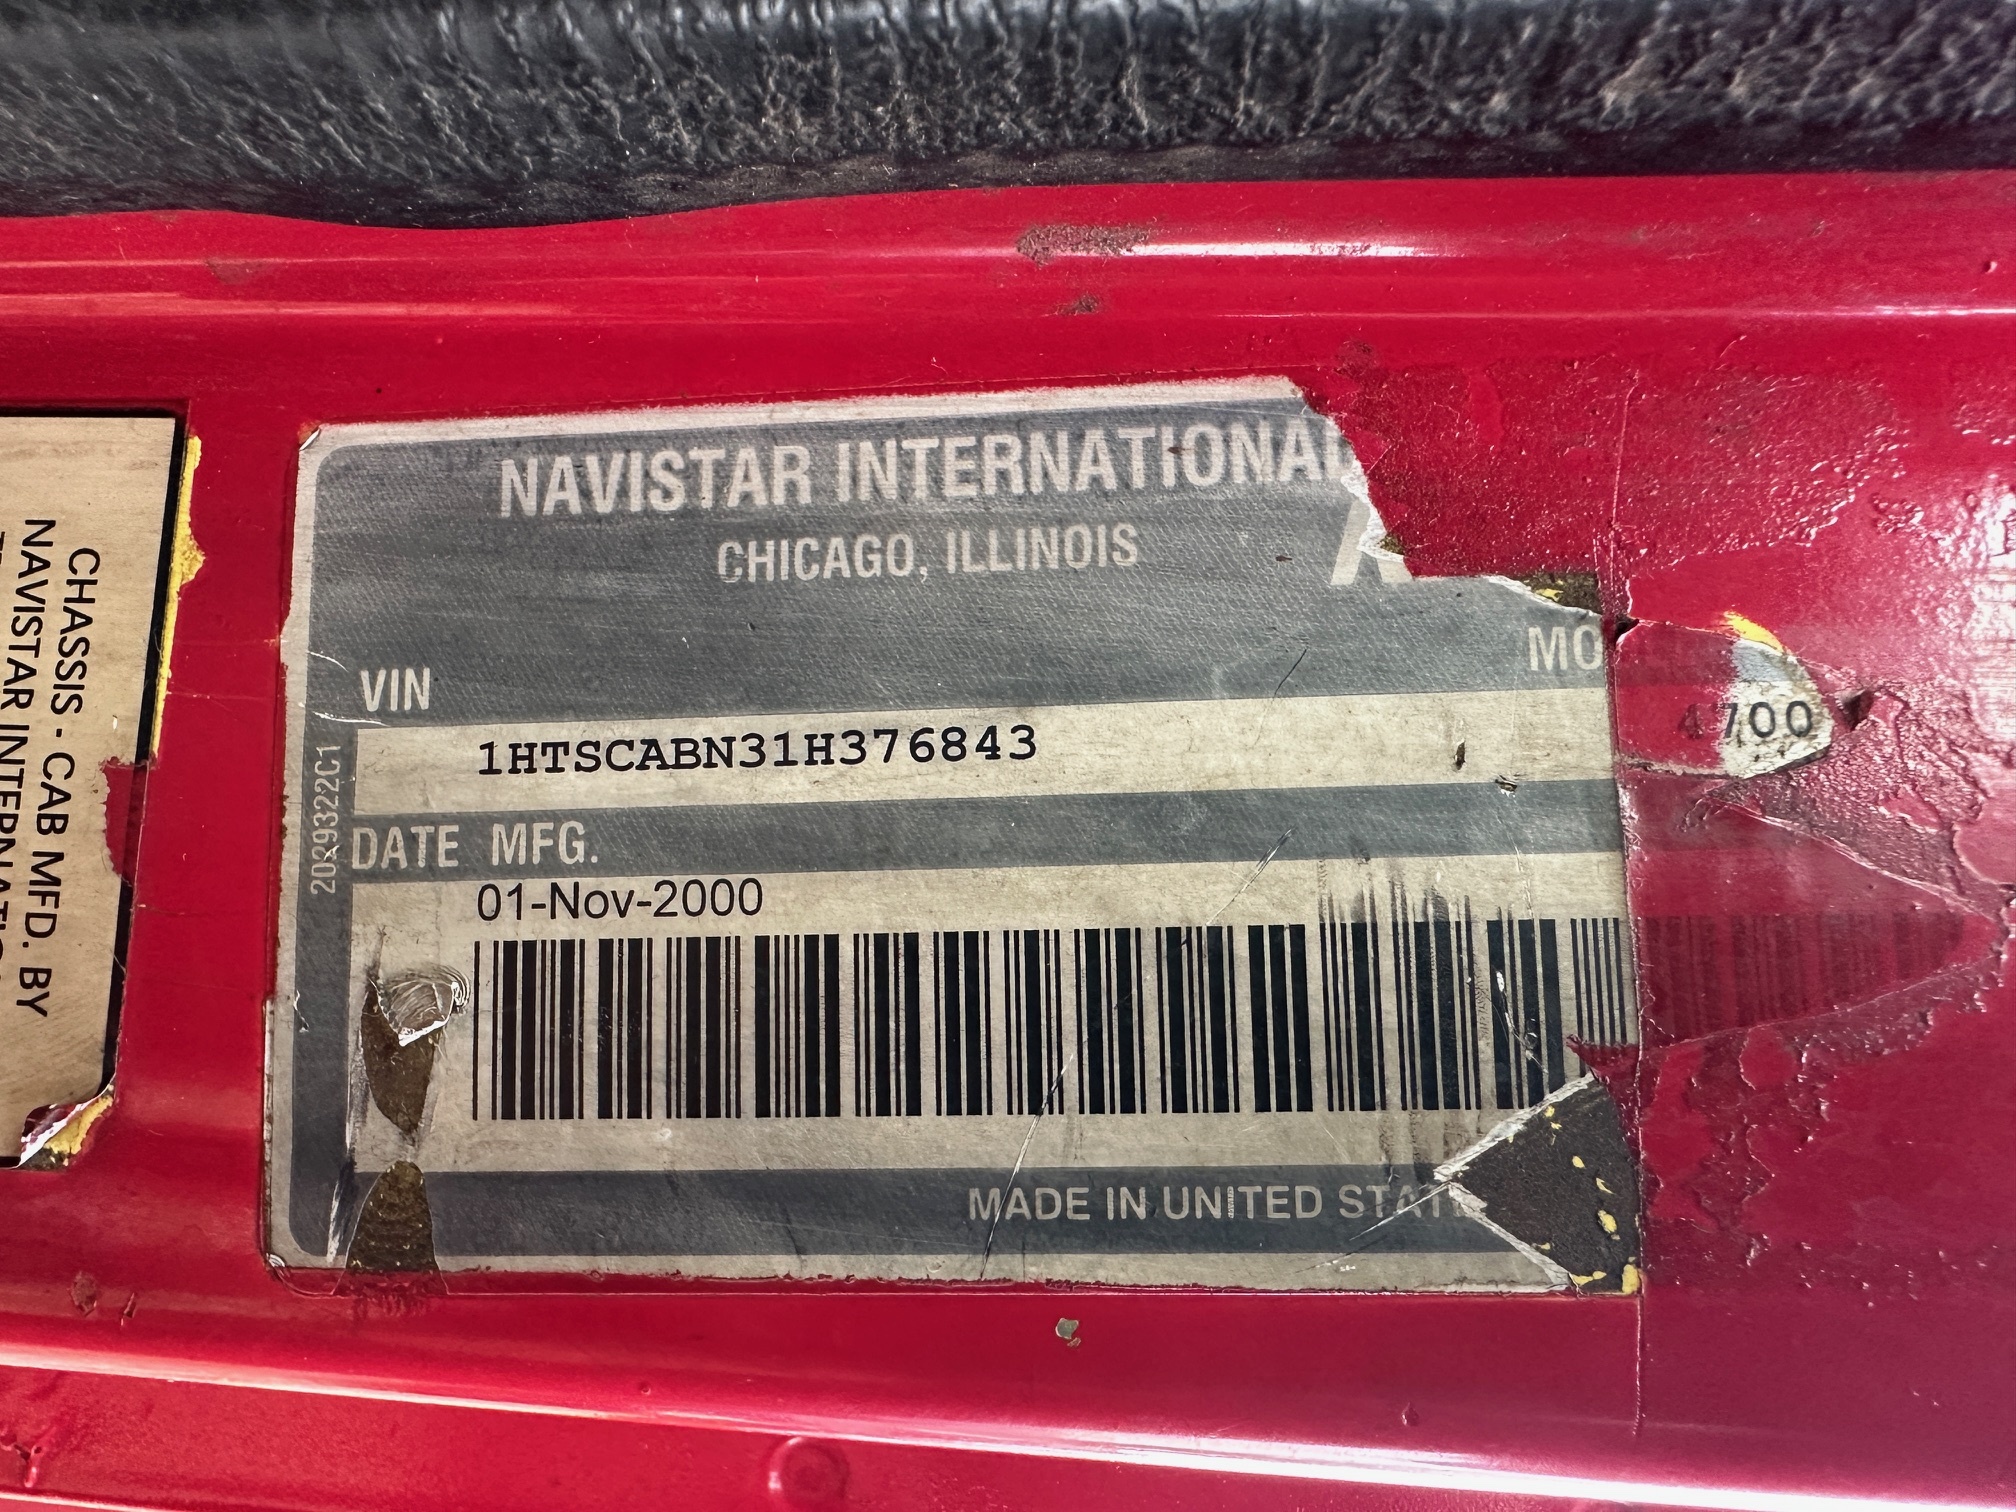 CHASSIS - CAB MFD. BY
NAVISTAR INTERNATIONAL
NAVISTAR INTERNATIONAL
CHICAGO, ILLINOIS
VIN
MO
1HTSCABN31H376843
4700
DATE MFG.
01-Nov-2000
2029322C1
MADE IN UNITED STAT